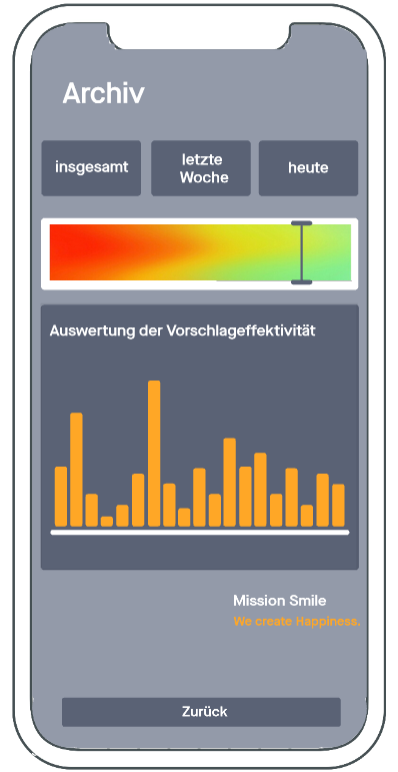 Archiv
insgesamt
letzte
Woche
heute
Auswertung der Vorschlageffektivität
Mission Smile
We create Happiness.
Zurück